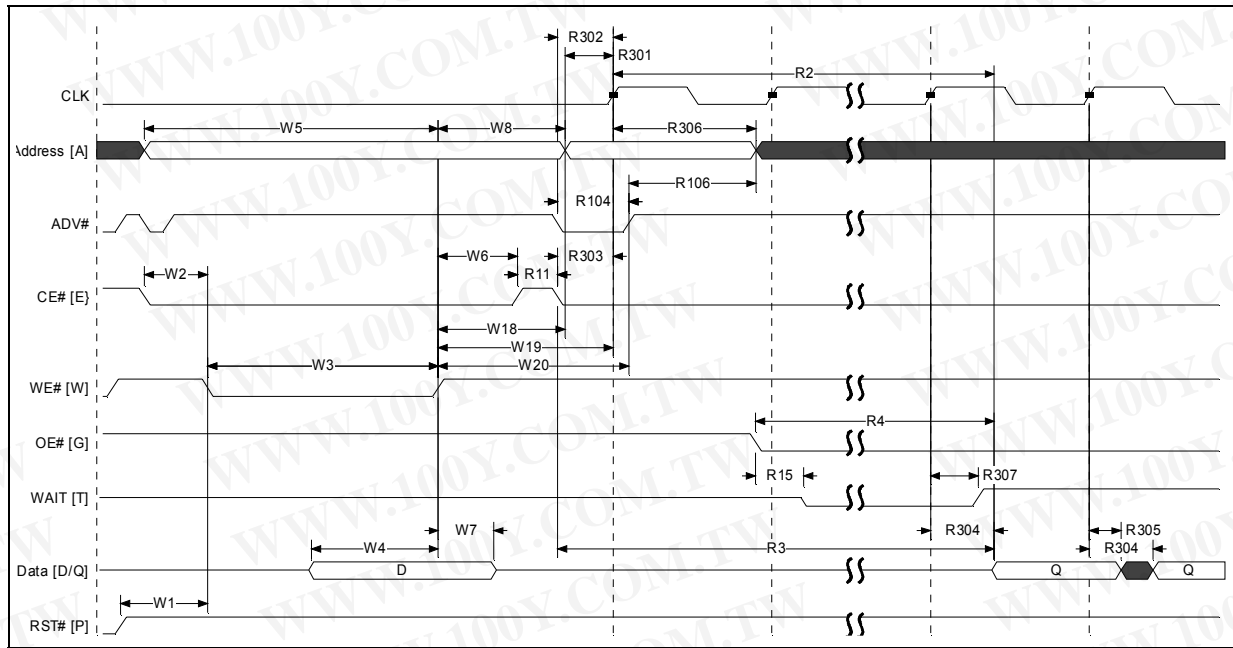 R302
R301
R2
CLK
W5 W8 R306
Address [A]
R106
R104
ADV#
W6 R303
W2 R11
CE# [E}
W18
W19
W3 W20
WE# [W]
R4
OE# [G]
R15 R307
WAIT [T]
W7 R304 R305
W4 R3 R304
Data [D/Q] D Q Q
W1
RST# [P]
WWW.100Y.COM.TW